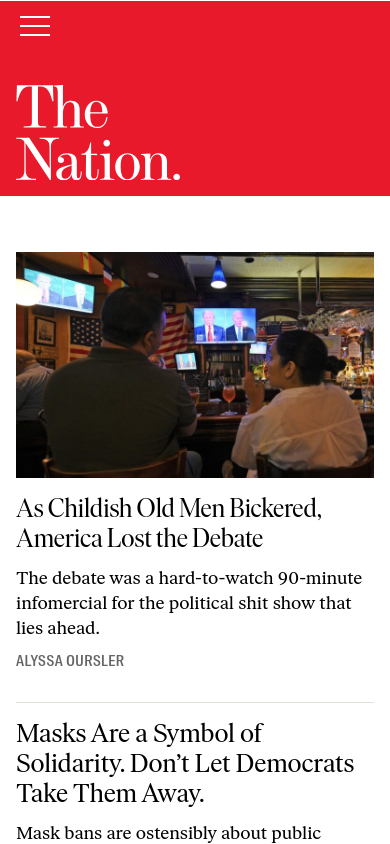 The
Nation.
As Childish Old Men Bickered,
America Lost the Debate
The debate was a hard-to-watch 90-minute
infomercial for the political shit show that
lies ahead.
ALYSSA OURSLER
Masks Are a Symbol of
Solidarity. Don’t Let Democrats
Take Them Away.
Mask bans are ostensibly about public